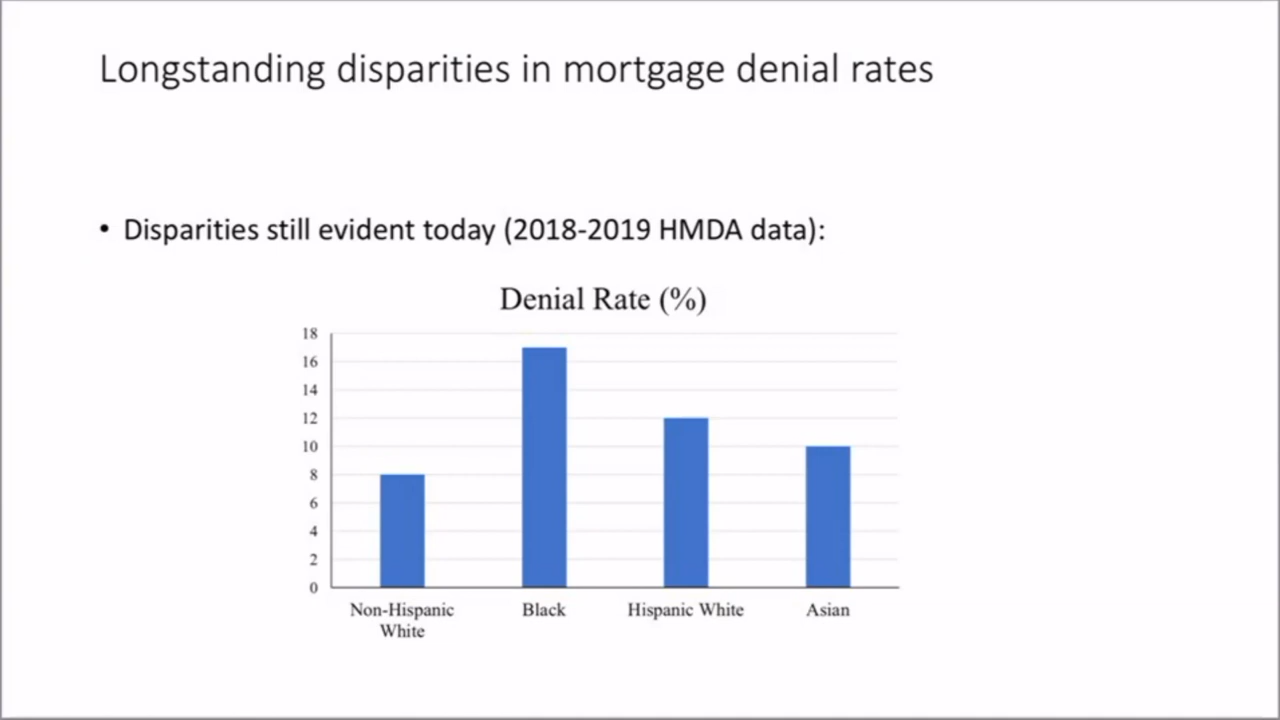 Longstanding disparities in mortgage denial rates
• Disparities still evident today (2018-2019 HMDA data):
Denial Rate (%)
18
16
14
12
10
8
6
4
2
0
Non-Hispanic
White
Black
Hispanic White
Asian